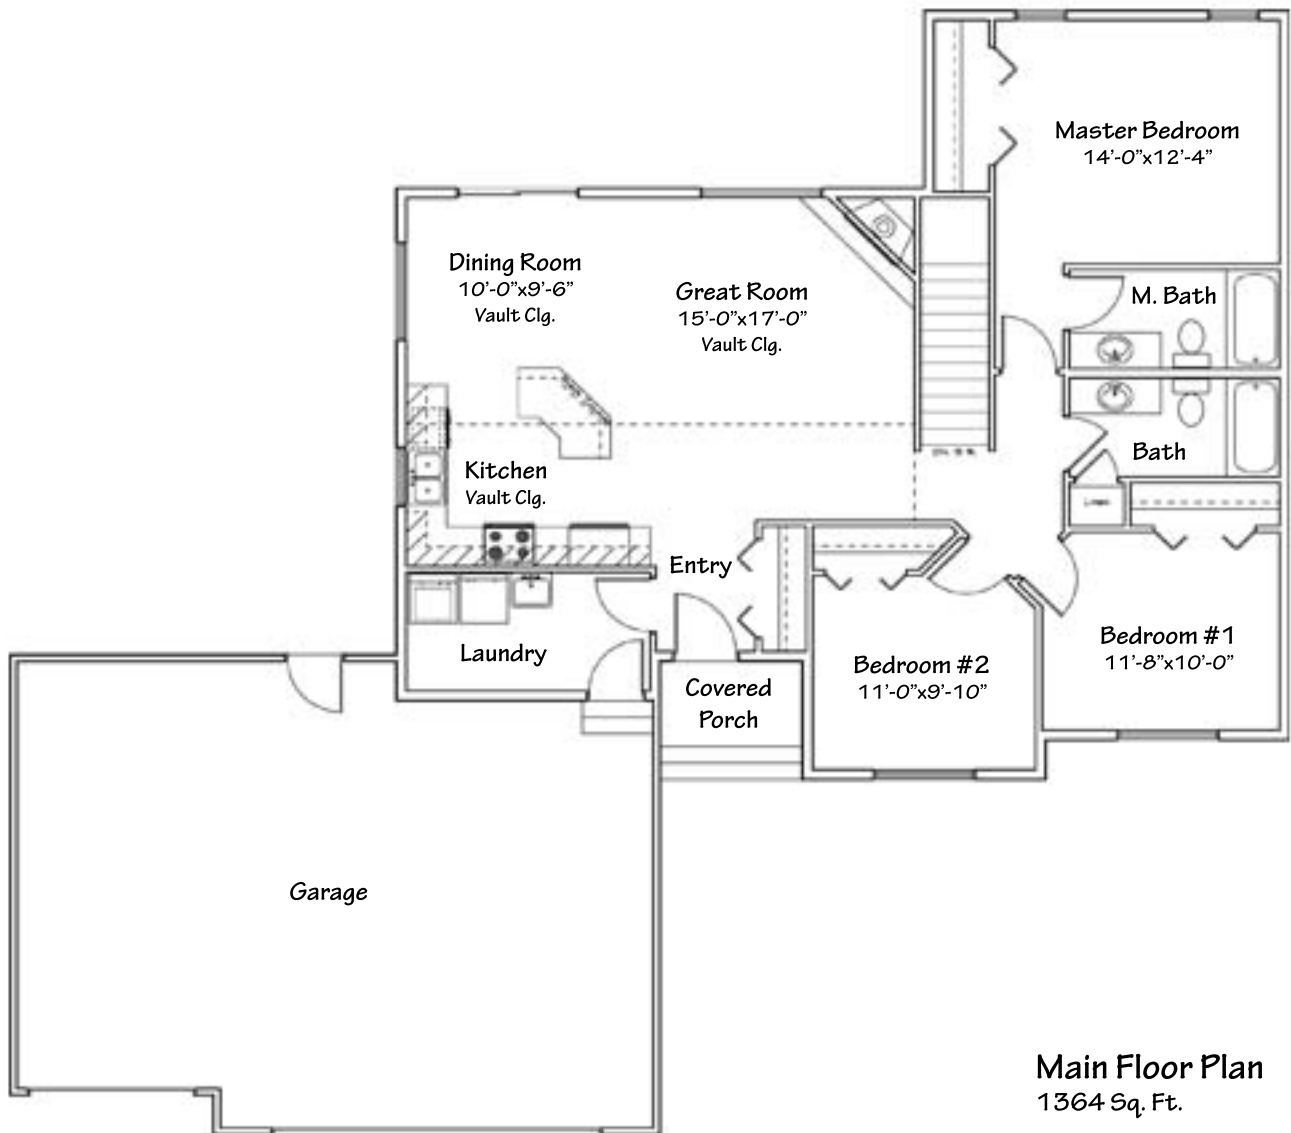 Master Bedroom
14'-0"x12'-4"
Dining Room
10'-0"x9'-6"
Vault Clg.
Great Room
15'-0"x17'-0"
Vault Clg.
M. Bath
Bath
Kitchen
Vault Clg.
Linen
Entry
Laundry
Covered
Porch
Bedroom #2
11'-0"x9'-10"
Bedroom #1
11'-8"x10'-0"
Garage
Main Floor Plan
1364 Sq. Ft.